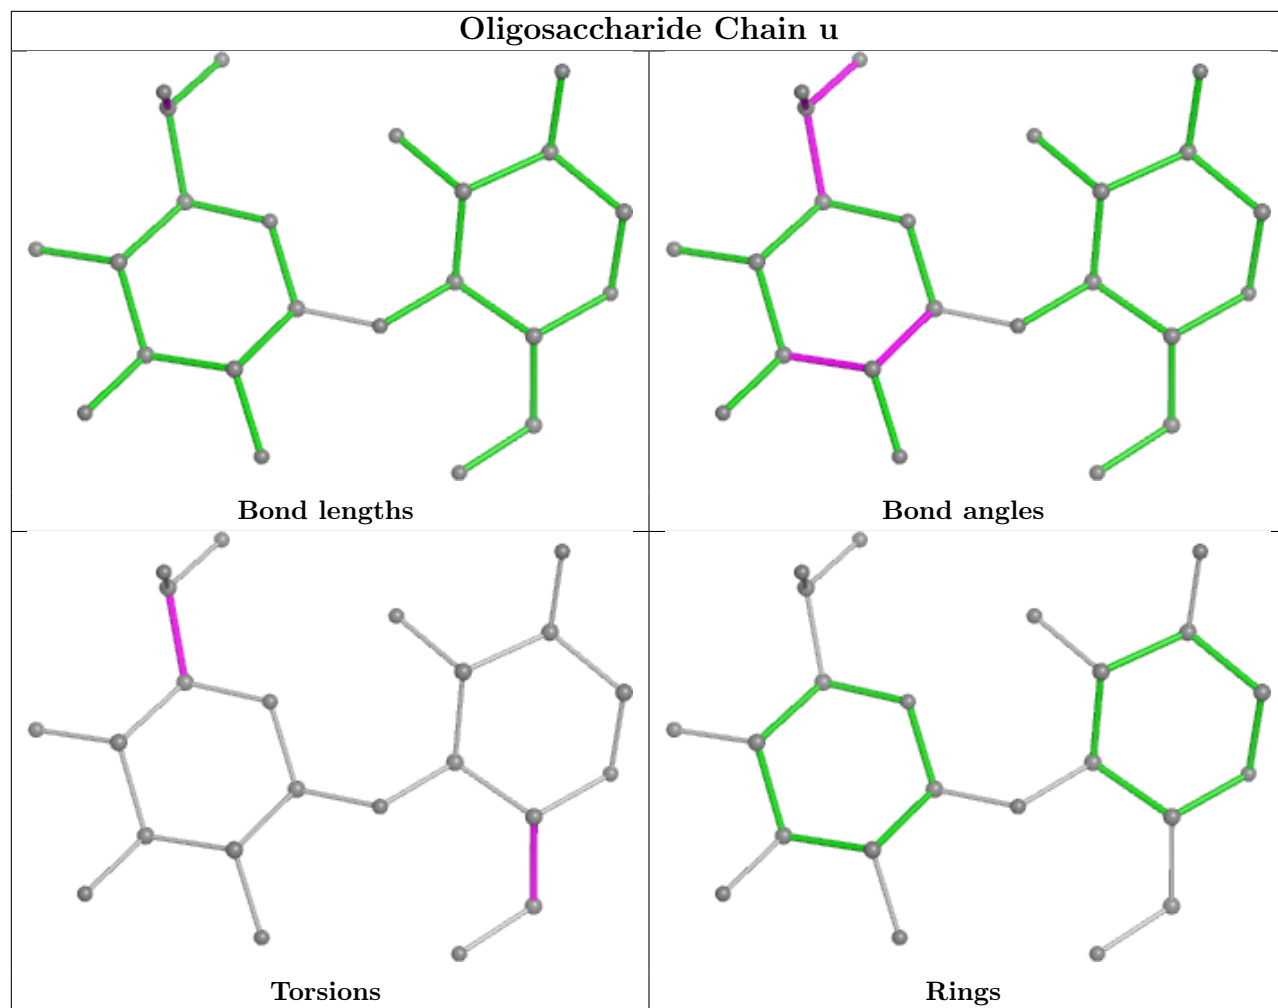 Oligosaccharide Chain u
Bond lengths
Bond angles
Torsions
Rings